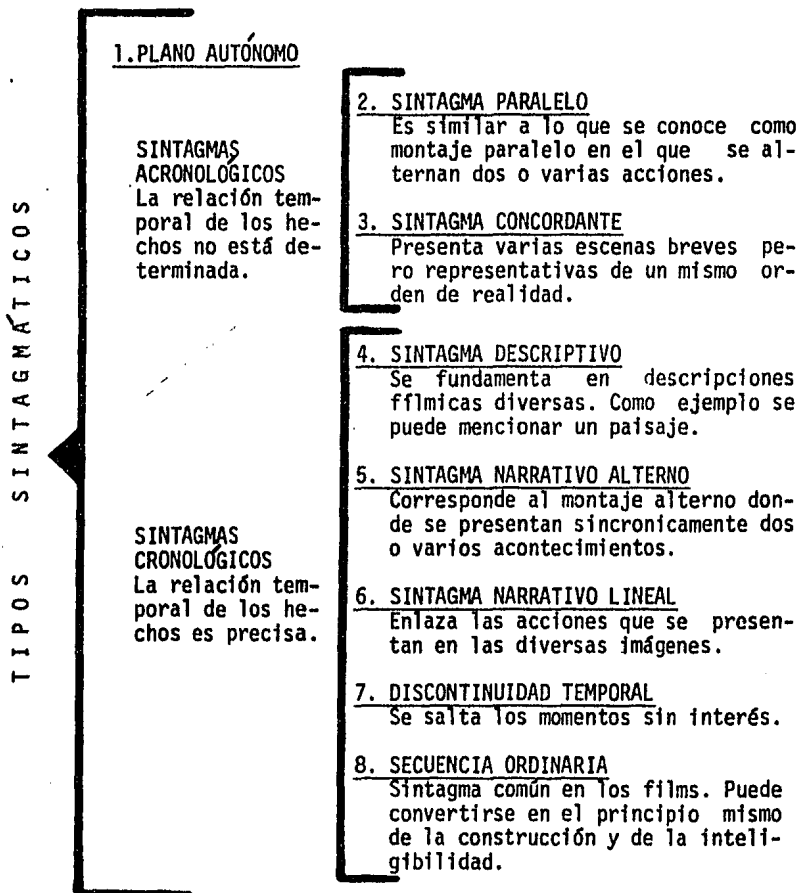 TIPOS SINTAGMÁTICOS
1.PLANO AUTÓNOMO
SINTAGMAS
ACRONOLÓGICOS
La relación tem-
poral de los he-
chos no está de-
terminada.
2. SINTAGMA PARALELO
Es similar a lo que se conoce como
montaje paralelo en el que se al-
ternan dos o varias acciones.
3. SINTAGMA CONCORDANTE
Presenta varias escenas breves pe-
ro representativas de un mismo or-
den de realidad.
SINTAGMAS
CRONOLÓGICOS
La relación tem-
poral de los he-
chos es precisa.
4. SINTAGMA DESCRIPTIVO
Se fundamenta en descripciones
fílmicas diversas. Como ejemplo se
puede mencionar un paisaje.
5. SINTAGMA NARRATIVO ALTERNO
Corresponde al montaje alterno don-
de se presentan sincronicamente dos
o varios acontecimientos.
6. SINTAGMA NARRATIVO LINEAL
Enlaza las acciones que se presen-
tan en las diversas imágenes.
7. DISCONTINUIDAD TEMPORAL
Se salta los momentos sin interés.
8. SECUENCIA ORDINARIA
Sintagma común en los films. Puede
convertirse en el principio mismo
de la construcción y de la inteli-
gibilidad.